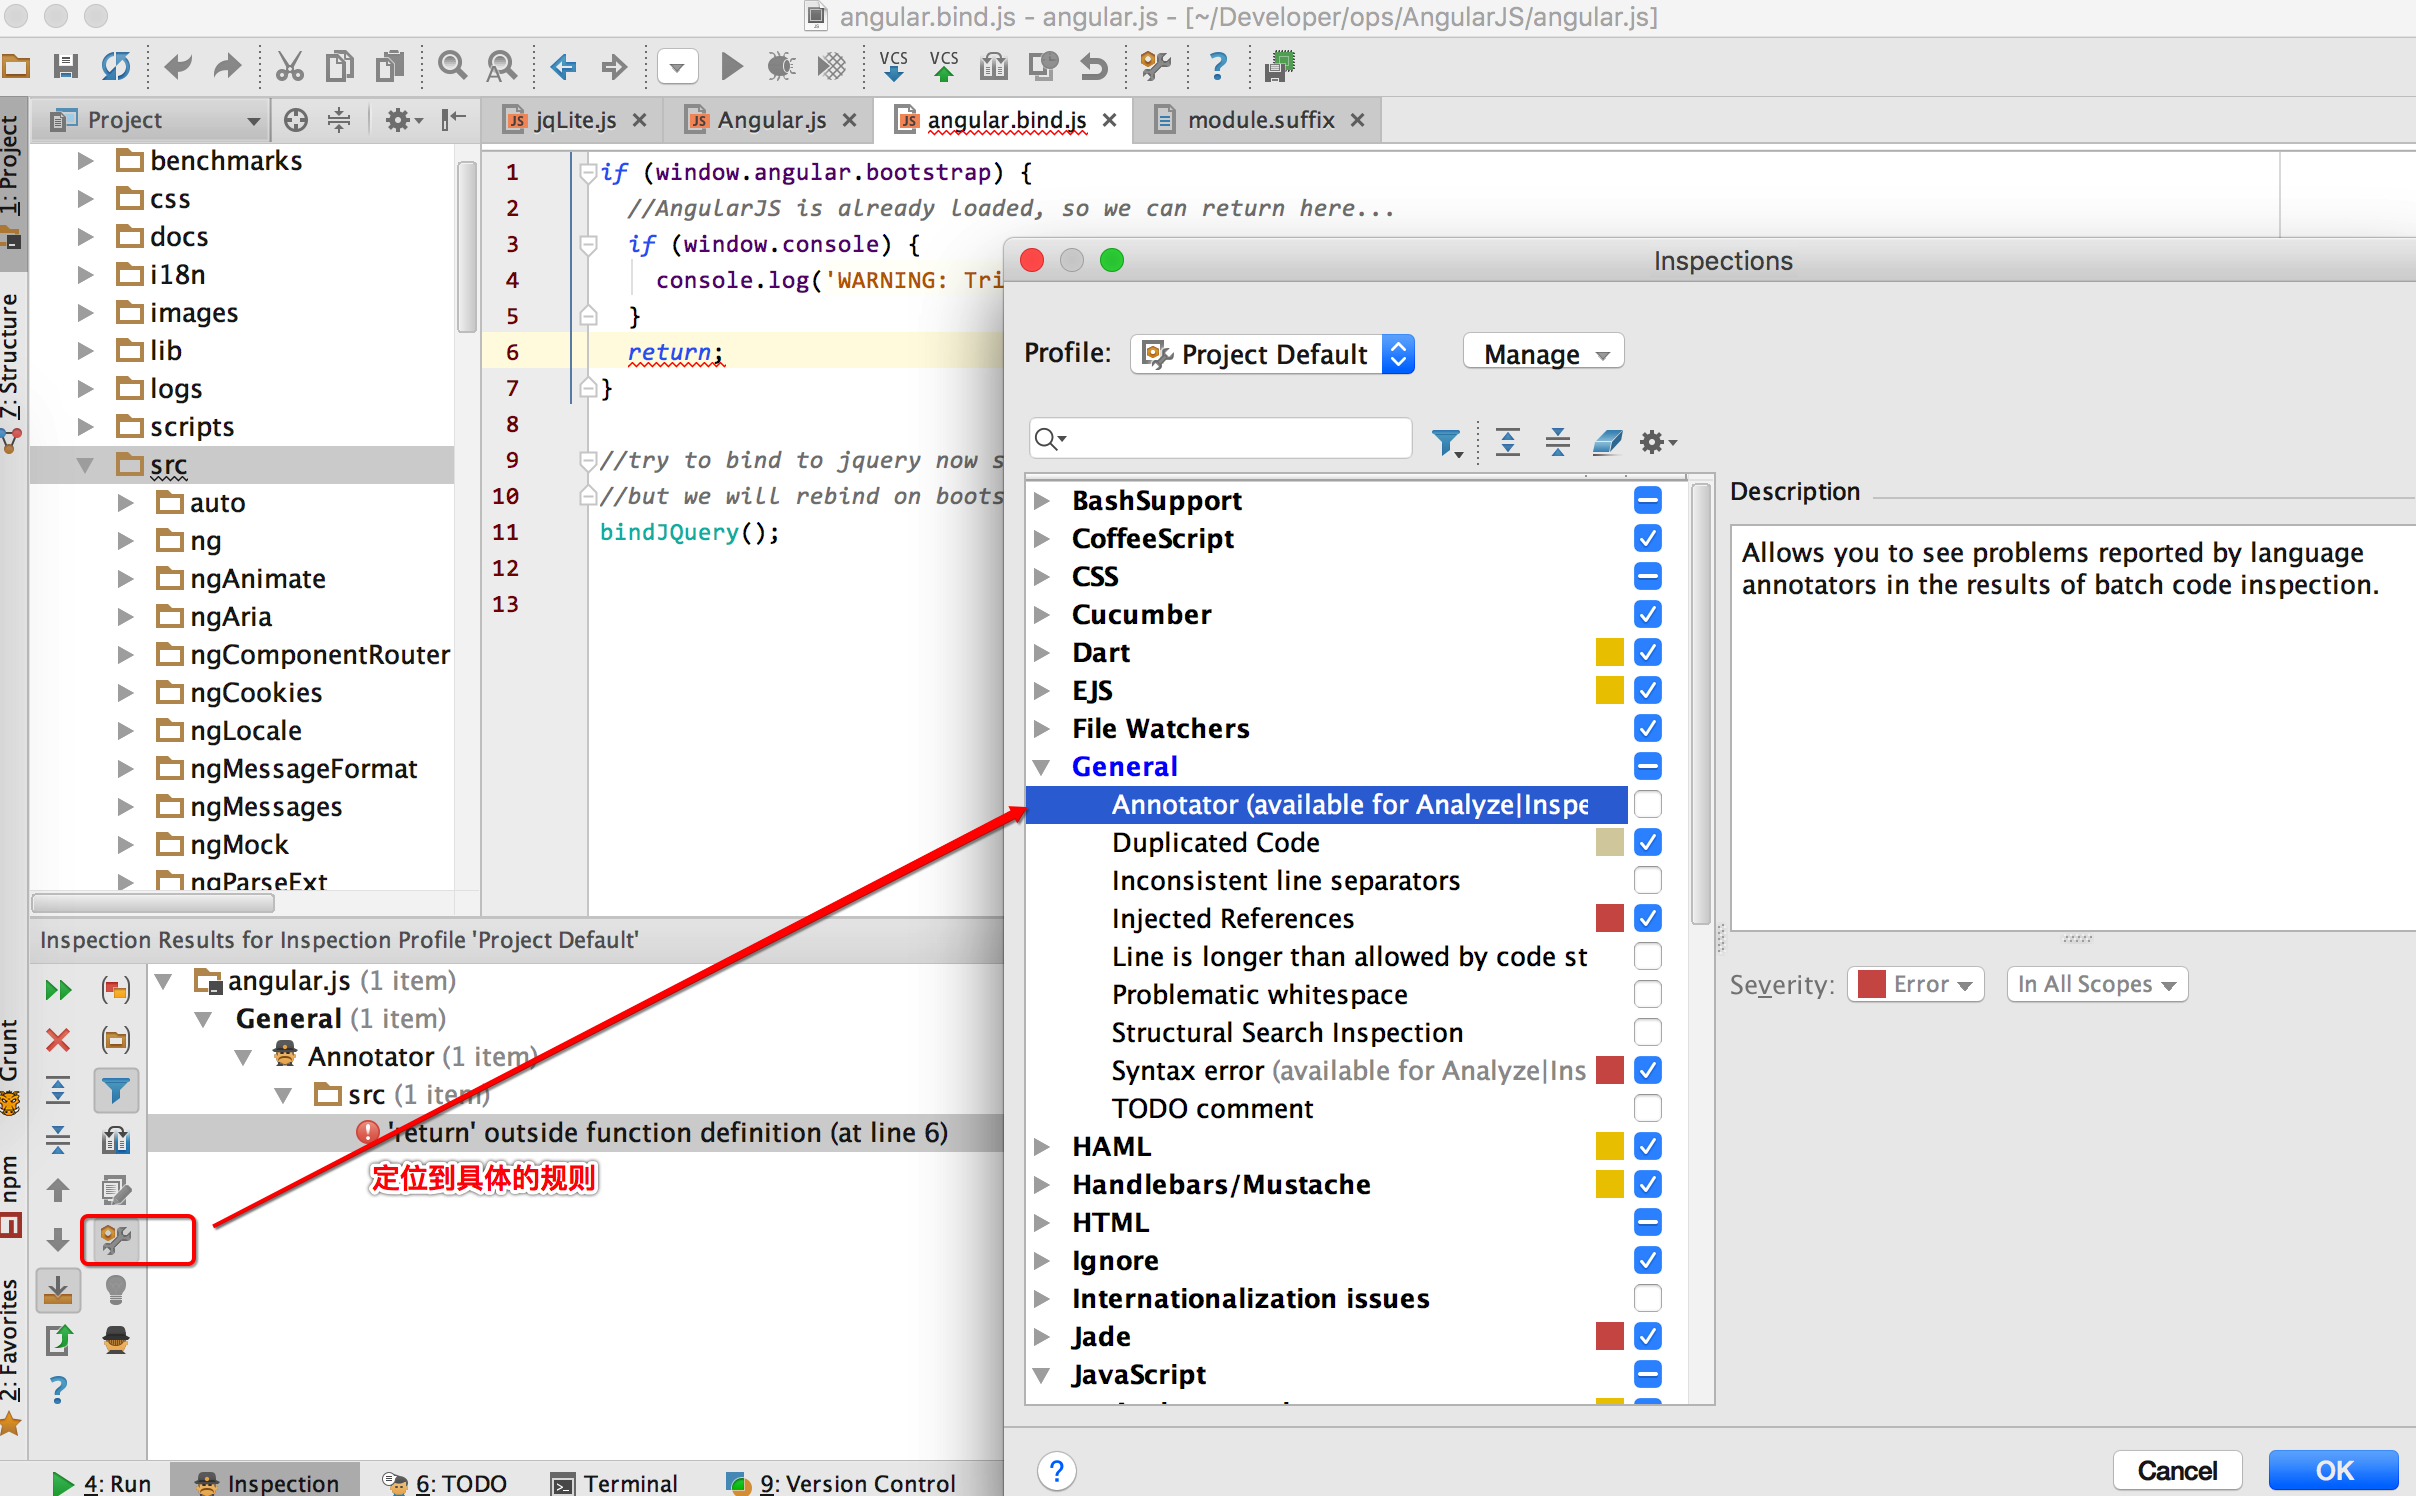 angular.bind.js - angular.js - [~/Developer/ops/AngularJS/angular.js]
VCS
VCS
1: Project
7: Structure
Grunt
npm
2: Favorites
Project
jqLite.js
Angular.js
angular.bind.js
module.suffix
benchmarks
css
docs
i18n
images
lib
logs
scripts
src
auto
ng
ngAnimate
ngAria
ngComponentRouter
ngCookies
ngLocale
ngMessageFormat
ngMessages
ngMock
ngParseExt
1 if (window.angular.bootstrap) {
2 //AngularJS is already loaded, so we can return here...
3 if (window.console) {
4 console.log('WARNING: Tri
5 }
6 return;
7 }
8
9 //try to bind to jquery now s
10 //but we will rebind on boots
11 bindJQuery();
12
13
Inspection Results for Inspection Profile 'Project Default'
angular.js (1 item)
General (1 item)
Annotator (1 item)
src (1 item)
'return' outside function definition (at line 6)
定位到具体的规则
4: Run
Inspection
6: TODO
Terminal
9: Version Control
Inspections
Profile:
Project Default
Manage
BashSupport
CoffeeScript
CSS
Cucumber
Dart
EJS
File Watchers
General
Annotator (available for Analyze|Inspe
Duplicated Code
Inconsistent line separators
Injected References
Line is longer than allowed by code st
Problematic whitespace
Structural Search Inspection
Syntax error (available for Analyze|Ins
TODO comment
HAML
Handlebars/Mustache
HTML
Ignore
Internationalization issues
Jade
JavaScript
Description
Allows you to see problems reported by language
annotators in the results of batch code inspection.
Severity:
Error
In All Scopes
?
Cancel
OK